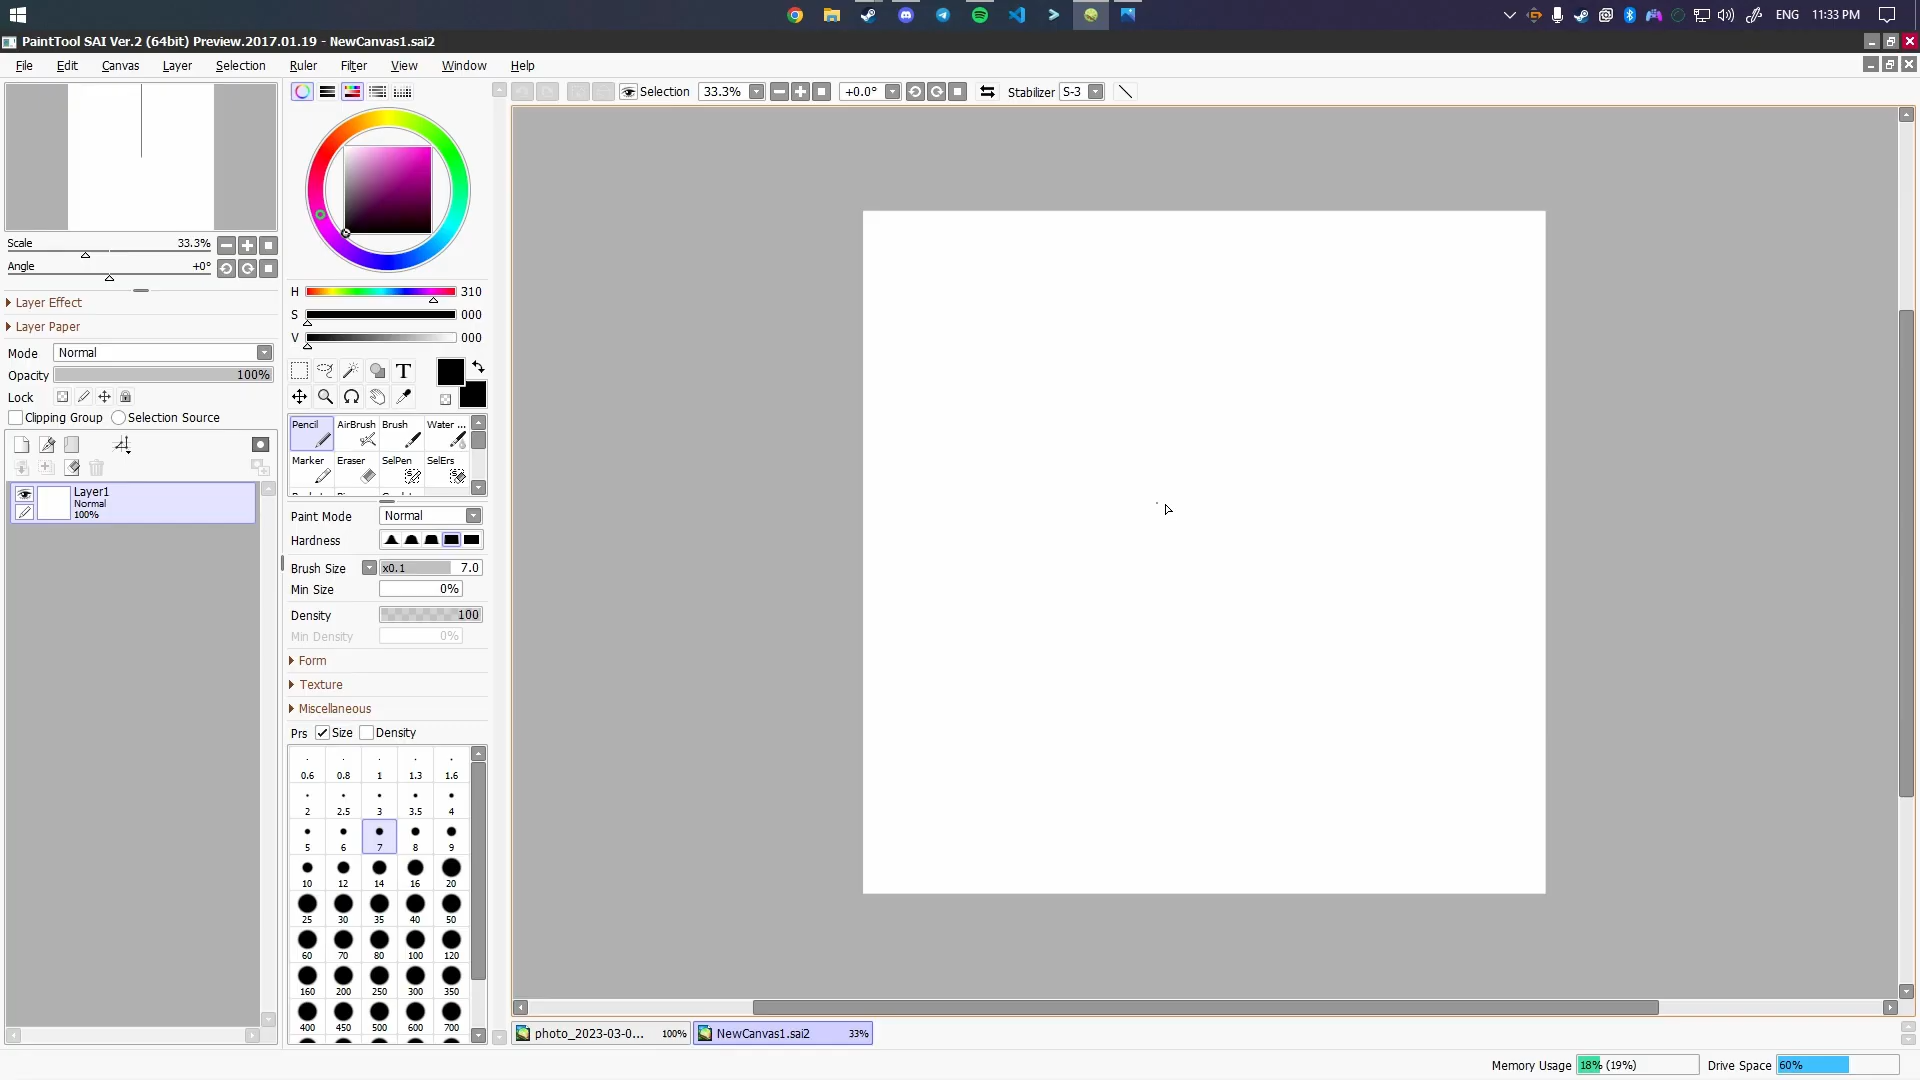 ENG 11:33 PM
PaintTool SAI Ver.2 (64bit) Preview.2017.01.19 - NewCanvas1.sai2
File Edit Canvas Layer Selection Ruler Filter View Window Help
Selection 33.3% +0.0° Stabilizer S-3
Scale 33.3%
Angle +0°
Layer Effect
Layer Paper
Mode Normal
Opacity 100%
Lock
Clipping Group Selection Source
Layer1
Normal
100%
H 310
S 000
V 000
T
Pencil AirBrush Brush Water ...
Marker Eraser SelPen SelErs
Paint Mode Normal
Hardness
Brush Size x0.1 7.0
Min Size 0%
Density 100
Min Density 0%
Form
Texture
Miscellaneous
Prs Size Density
0.6 0.8 1 1.3 1.6
2 2.5 3 3.5 4
5 6 7 8 9
10 12 14 16 20
25 30 35 40 50
60 70 80 100 120
160 200 250 300 350
400 450 500 600 700
photo_2023-03-0... 100% NewCanvas1.sai2 33%
Memory Usage 18% (19%) Drive Space 60%